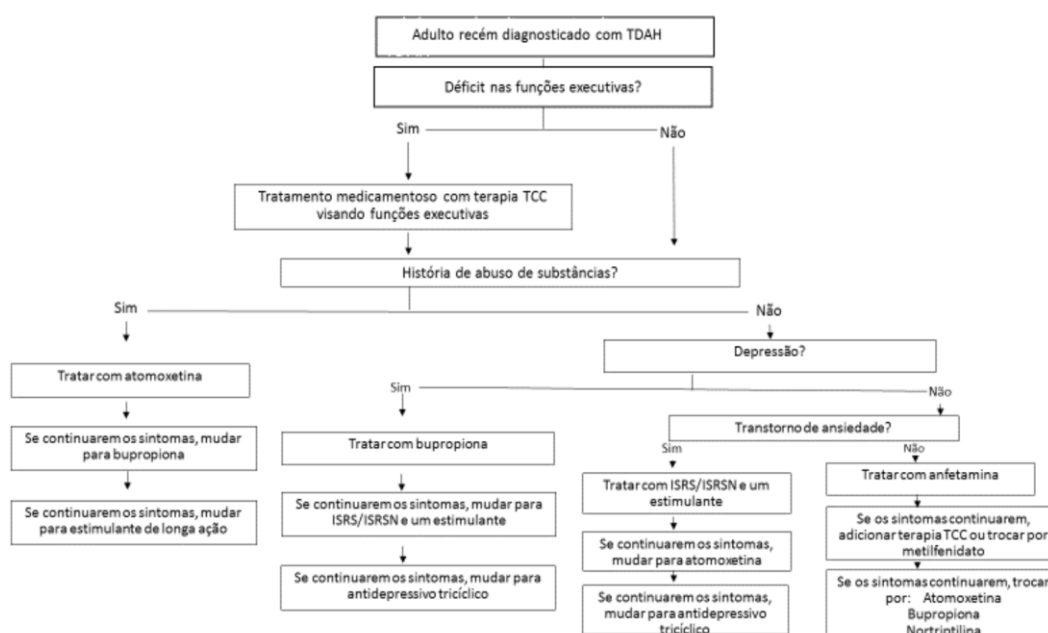 Adulto recém diagnosticado com TDAH
Déficit nas funções executivas?
Sim
Não
Tratamento medicamentoso com terapia TCC
visando funções executivas
História de abuso de substâncias?
Sim
Não
Depressão?
Tratar com atomoxetina
Sim
Não
Se continuarem os sintomas, mudar
para bupropiona
Tratar com bupropiona
Transtorno de ansiedade?
Sim
Não
Se continuarem os sintomas, mudar
para estimulante de longa ação
Se continuarem os sintomas, mudar para
ISRS/ISRSN e um estimulante
Tratar com ISRS/ISRSN e um
estimulante
Tratar com anfetamina
Se continuarem os sintomas, mudar para
antidepressivo tricíclico
Se continuarem os sintomas,
mudar para atomoxetina
Se os sintomas continuarem,
adicionar terapia TCC ou trocar por
metilfenidato
Se continuarem os sintomas,
mudar para antidepressivo
tricíclico
Se os sintomas continuarem, trocar
por: Atomoxetina
Bupropiona
Nortriptilina